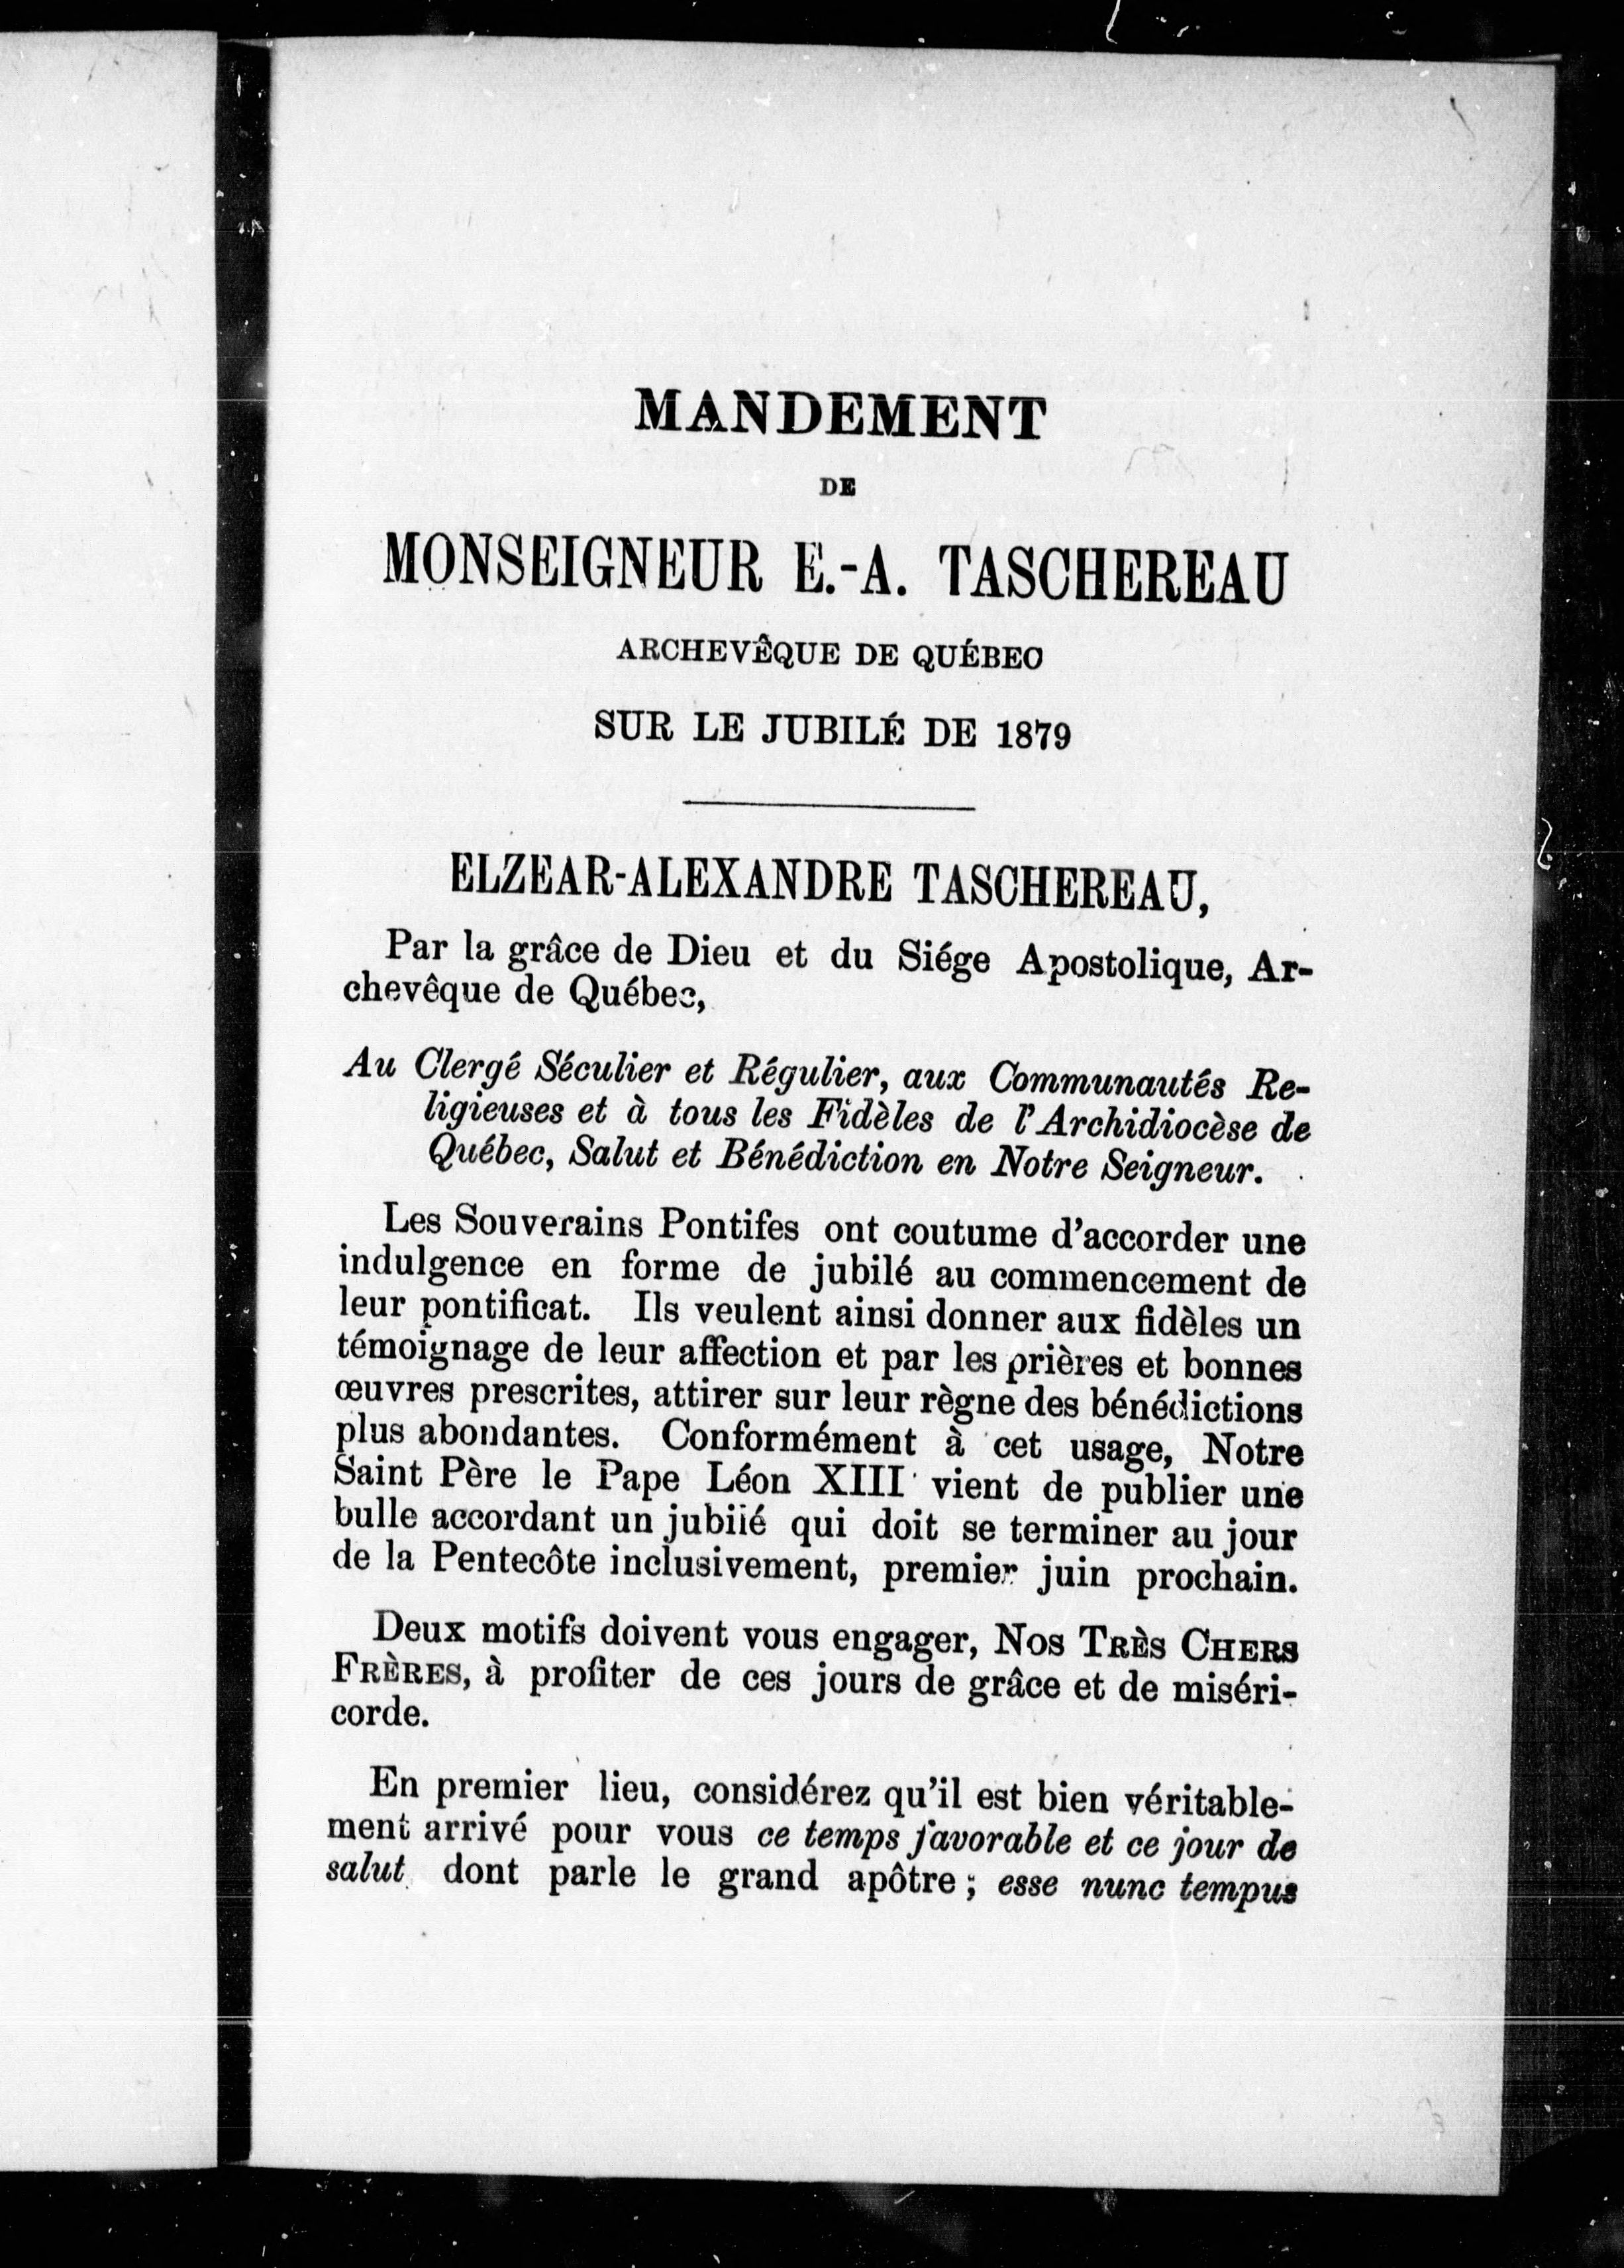 MANDEMENT
DE
MONSEIGNEUR E.-A. TASCHEREAU
ARCHEVÊQUE DE QUÉBEC
SUR LE JUBILÉ DE 1879
ELZEAR-ALEXANDRE TASCHEREAU,
Par la grâce de Dieu et du Siége Apostolique, Ar-
chevêque de Québec,
Au Clergé Séculier et Régulier, aux Communautés Re-
ligieuses et à tous les Fidèles de l'Archidiocèse de
Québec, Salut et Bénédiction en Notre Seigneur.
Les Souverains Pontifes ont coutume d'accorder une
indulgence en forme de jubilé au commencement de
leur pontificat. Ils veulent ainsi donner aux fidèles un
témoignage de leur affection et par les prières et bonnes
œuvres prescrites, attirer sur leur règne des bénédictions
plus abondantes. Conformément à cet usage, Notre
Saint Père le Pape Léon XIII vient de publier une
bulle accordant un jubilé qui doit se terminer au jour
de la Pentecôte inclusivement, premier juin prochain.
Deux motifs doivent vous engager, NOS TRÈS CHERS
FRÈRES, à profiter de ces jours de grâce et de miséri-
corde.
En premier lieu, considérez qu'il est bien véritable-
ment arrivé pour vous ce temps favorable et ce jour de
salut dont parle le grand apôtre ; esse nunc tempus